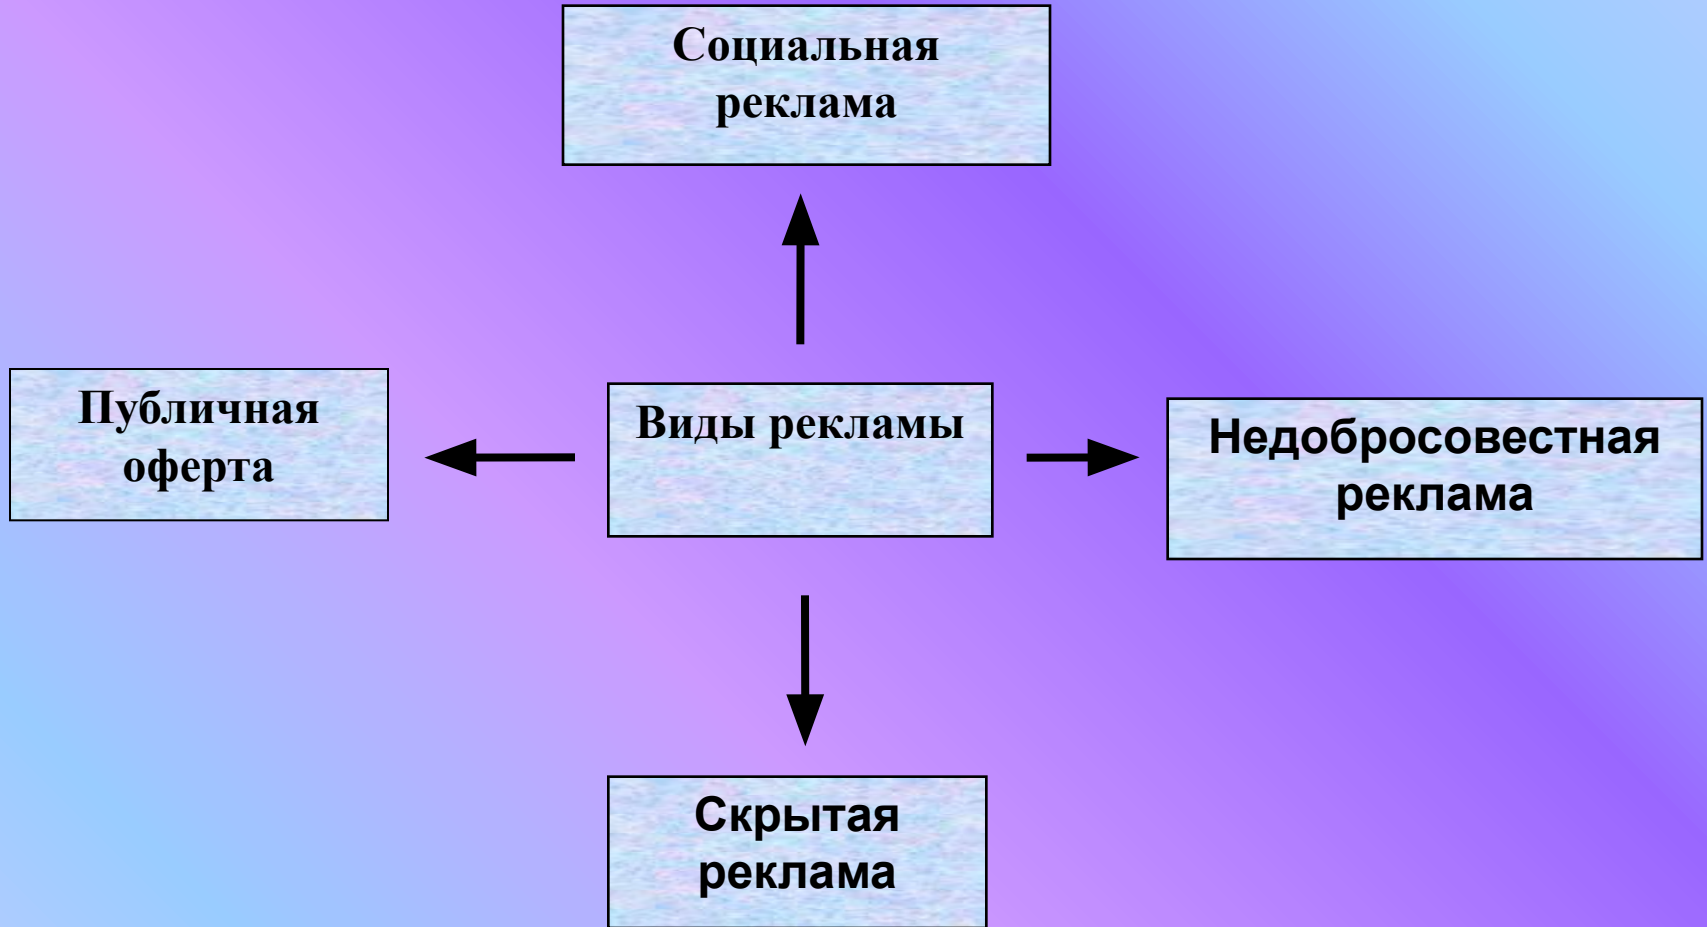 Социальная
реклама
Публичная
оферта
Виды рекламы
Недобросовестная
реклама
Скрытая
реклама